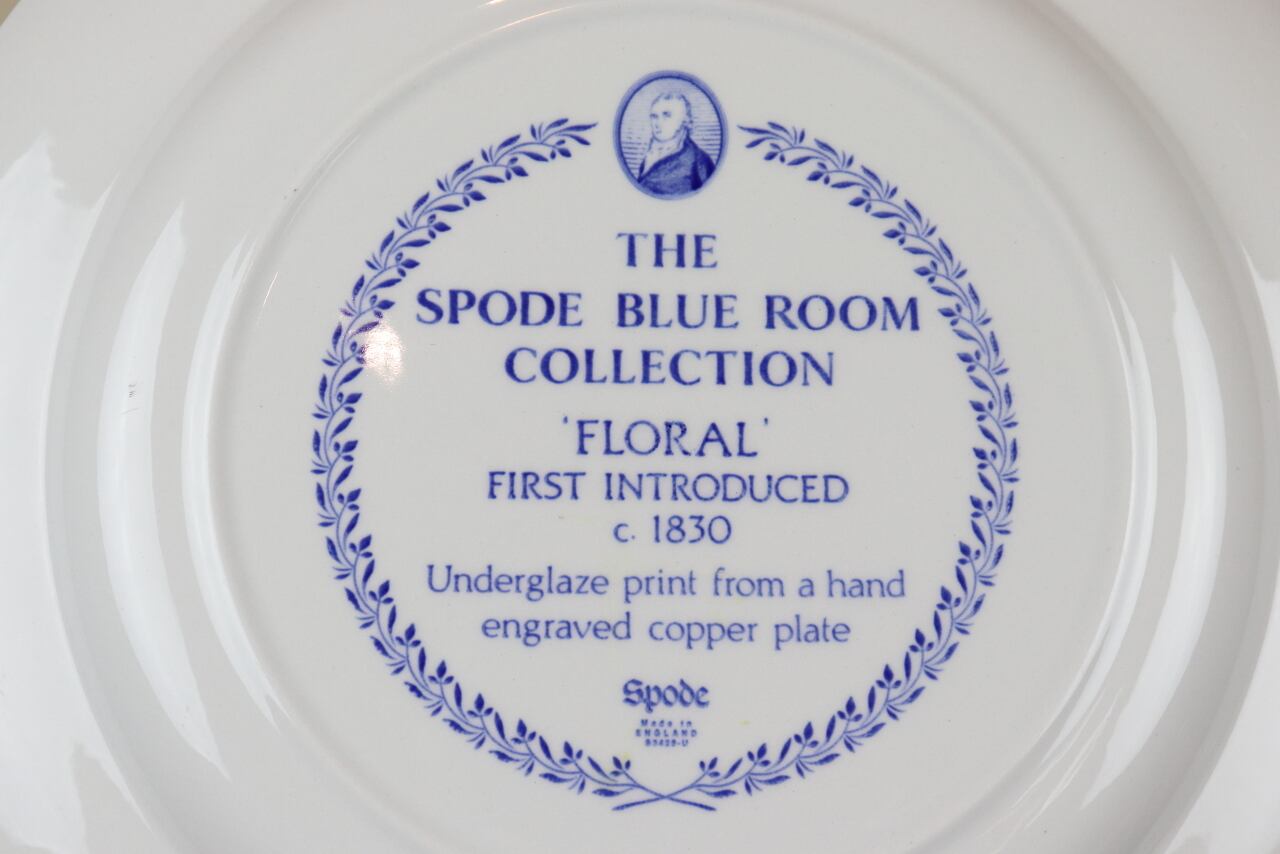 THE
SPODE BLUE ROOM
COLLECTION
'FLORAL'
FIRST INTRODUCED
c. 1830
Underglaze print from a hand
engraved copper plate
Spode
Made in
ENGLAND